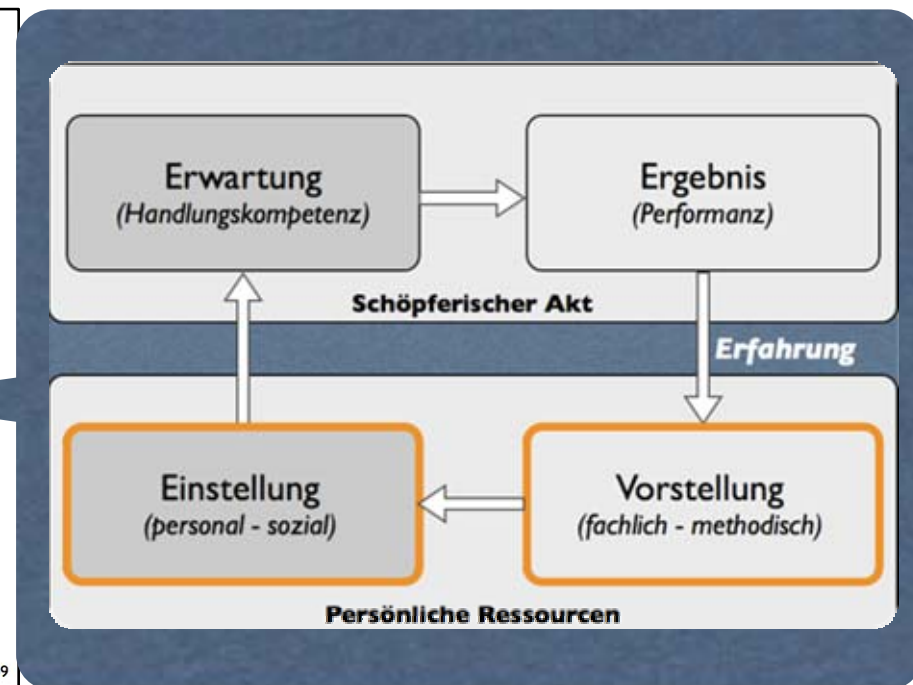 Erwartung
(Handlungskompetenz)
Ergebnis
(Performanz)
Schöpferischer Akt
Erfahrung
Einstellung
(personal - sozial)
Vorstellung
(fachlich - methodisch)
Persönliche Ressourcen
9